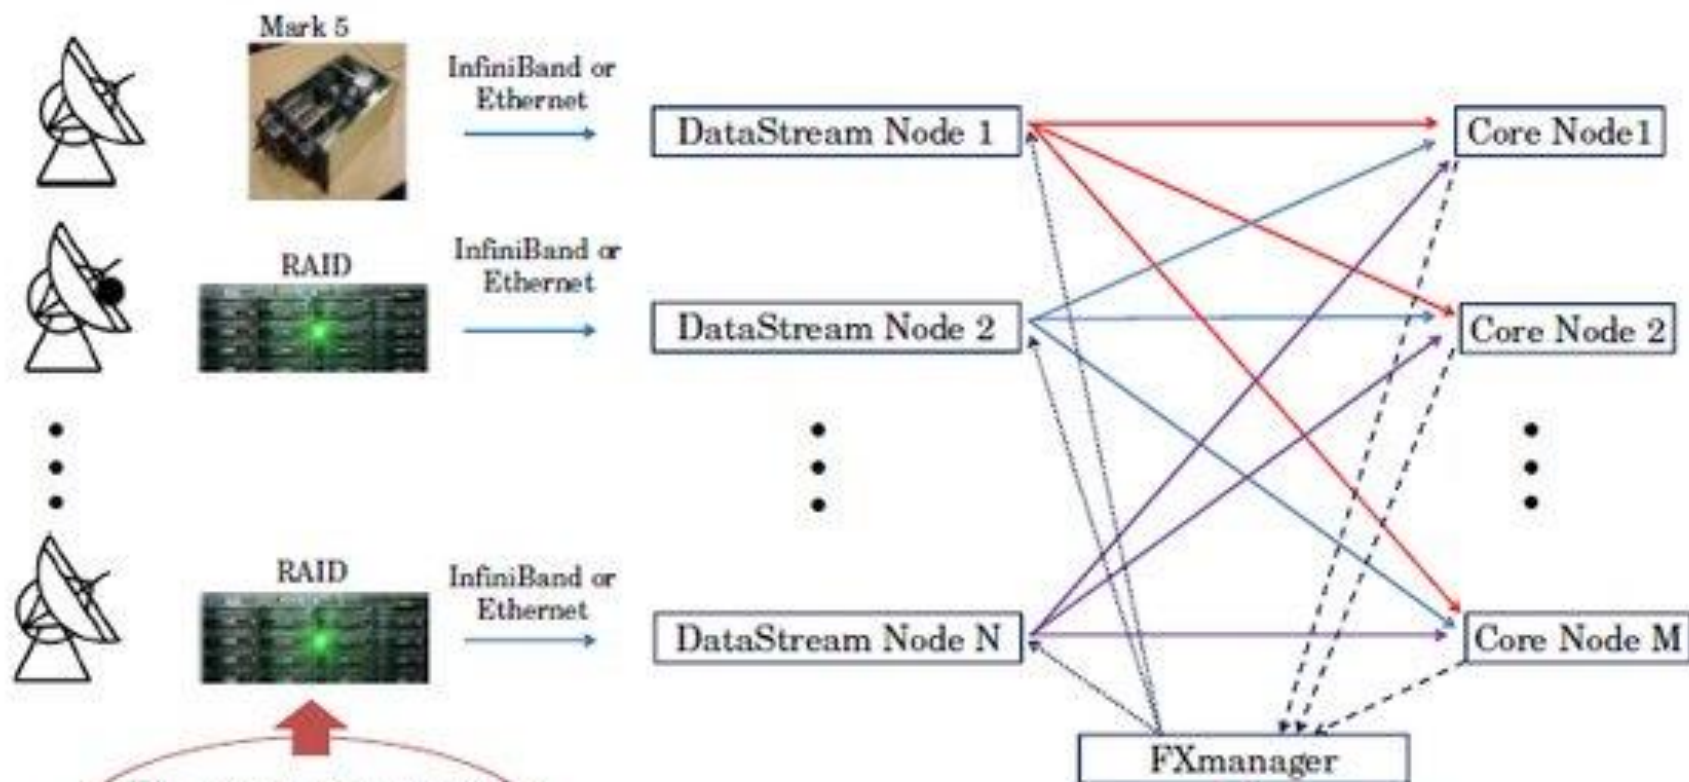 Mark 5
InfiniBand or
Ethernet
DataStream Node 1
Core Node1
RAID
InfiniBand or
Ethernet
DataStream Node 2
Core Node 2
RAID
InfiniBand or
Ethernet
DataStream Node N
Core Node M
FXmanager